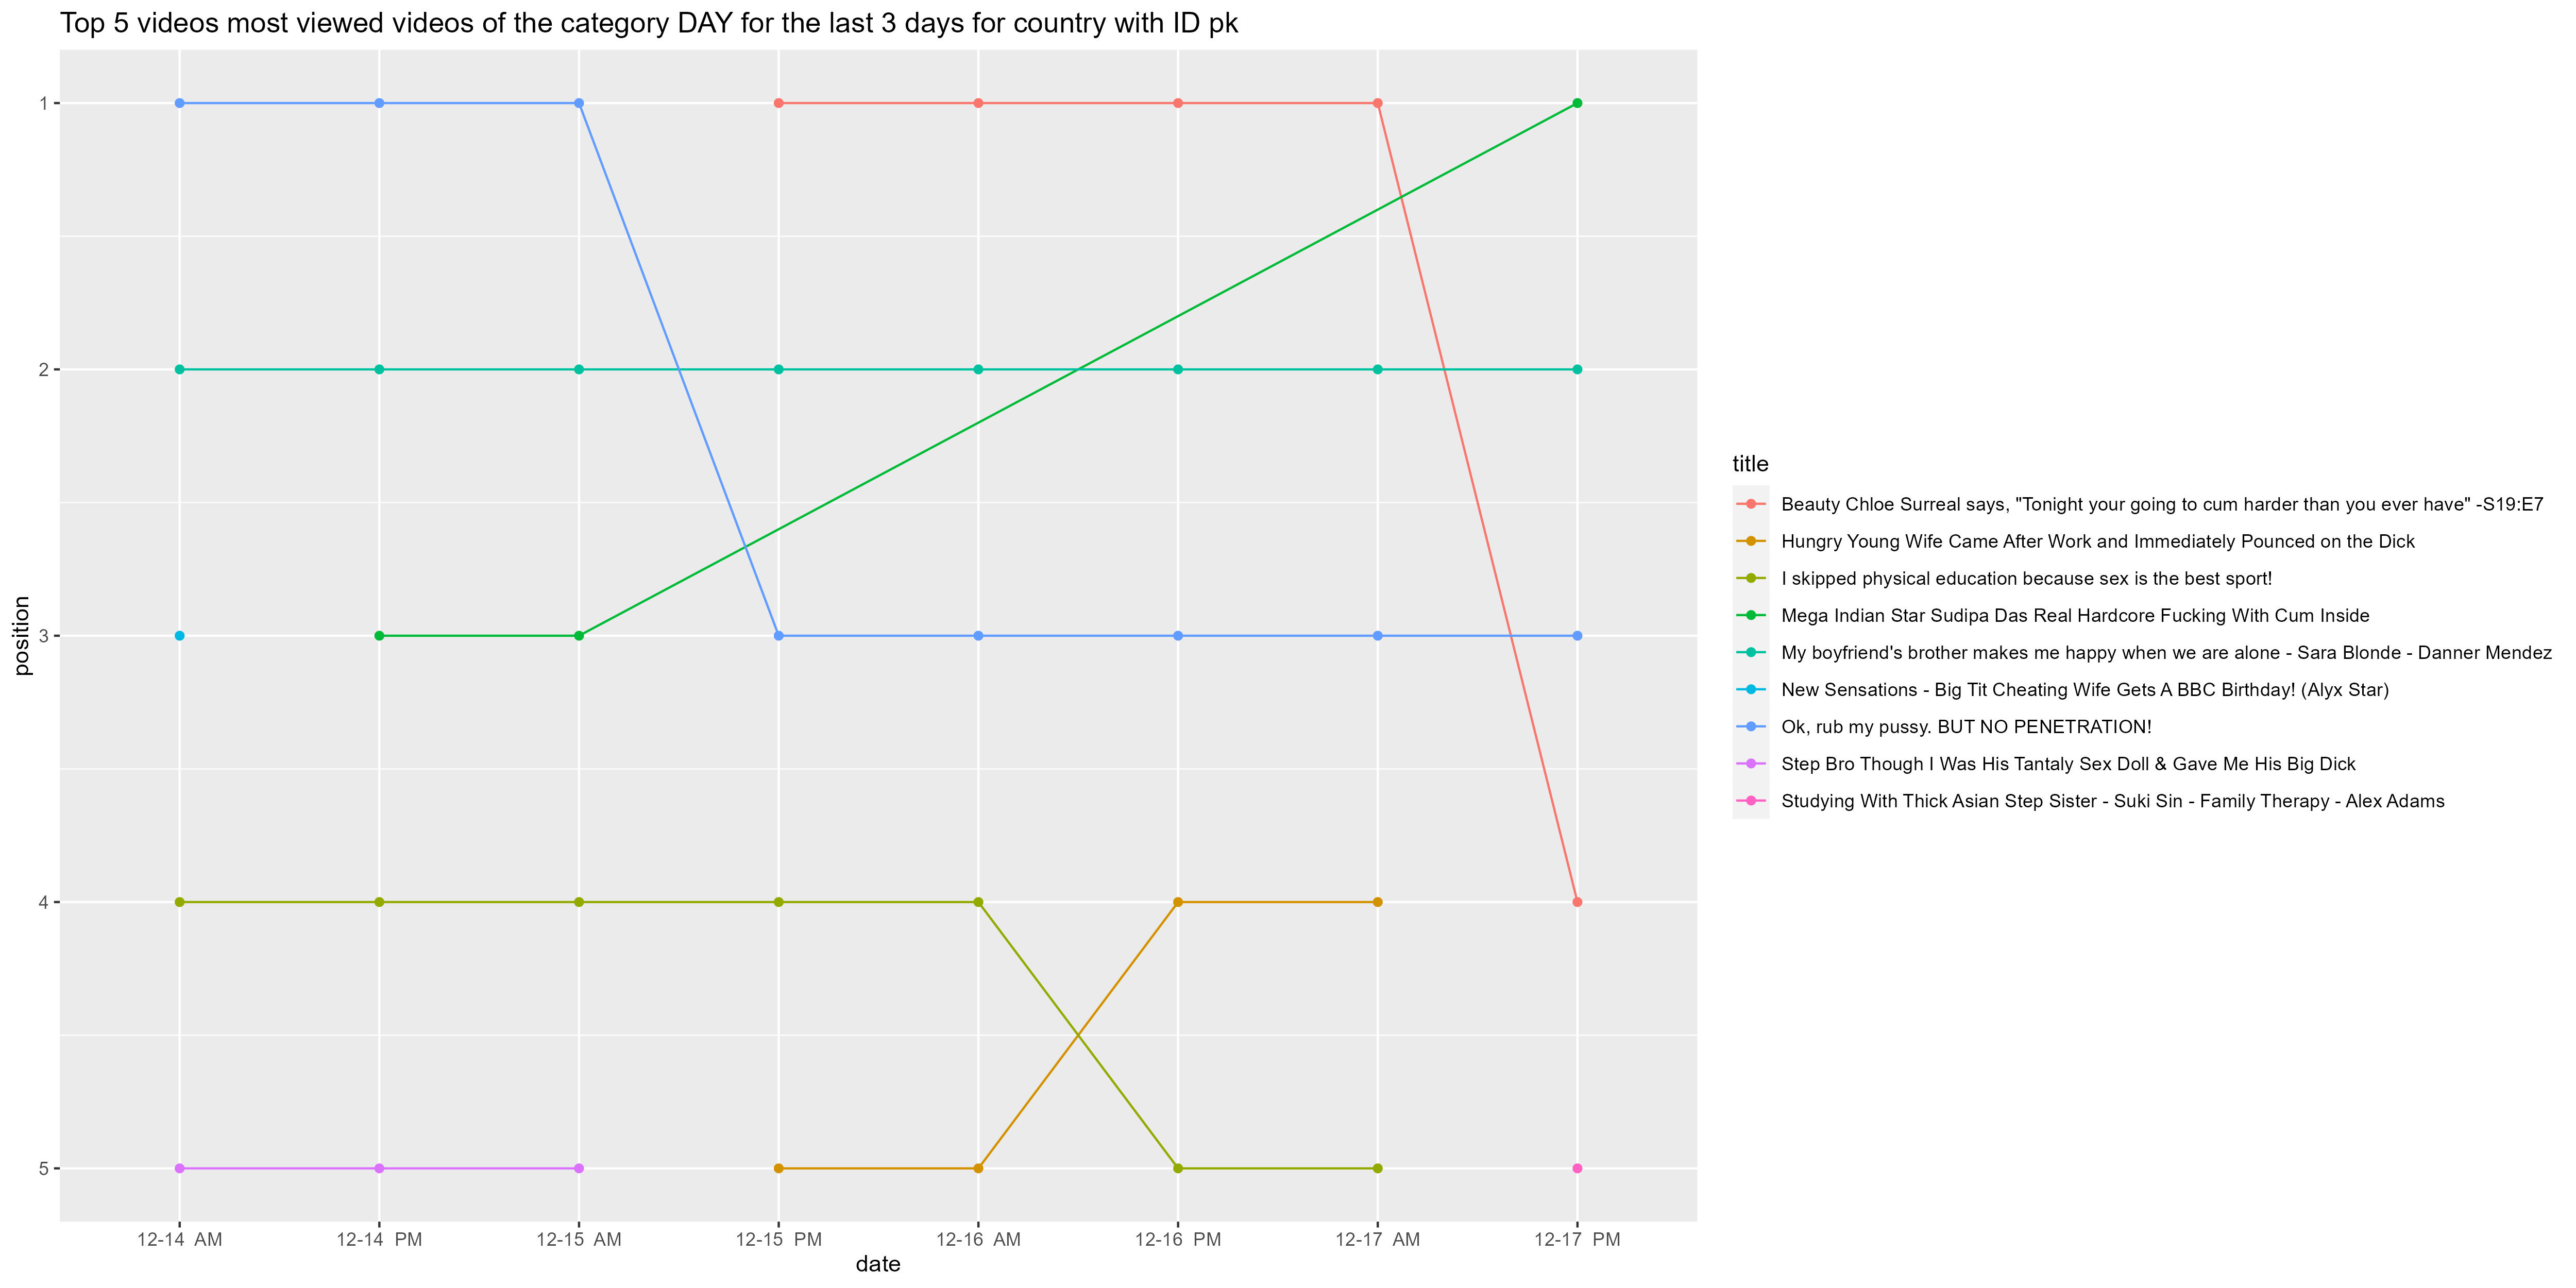 Top 5 videos most viewed videos of the category DAY for the last 3 days for country with ID pk
position
1
2
3
4
5
12-14 AM
12-14 PM
12-15 AM
12-15 PM
12-16 AM
12-16 PM
12-17 AM
12-17 PM
date
title
Beauty Chloe Surreal says, "Tonight your going to cum harder than you ever have" -S19:E7
Hungry Young Wife Came After Work and Immediately Pounced on the Dick
I skipped physical education because sex is the best sport!
Mega Indian Star Sudipa Das Real Hardcore Fucking With Cum Inside
My boyfriend's brother makes me happy when we are alone - Sara Blonde - Danner Mendez
New Sensations - Big Tit Cheating Wife Gets A BBC Birthday! (Alyx Star)
Ok, rub my pussy. BUT NO PENETRATION!
Step Bro Though I Was His Tantaly Sex Doll & Gave Me His Big Dick
Studying With Thick Asian Step Sister - Suki Sin - Family Therapy - Alex Adams